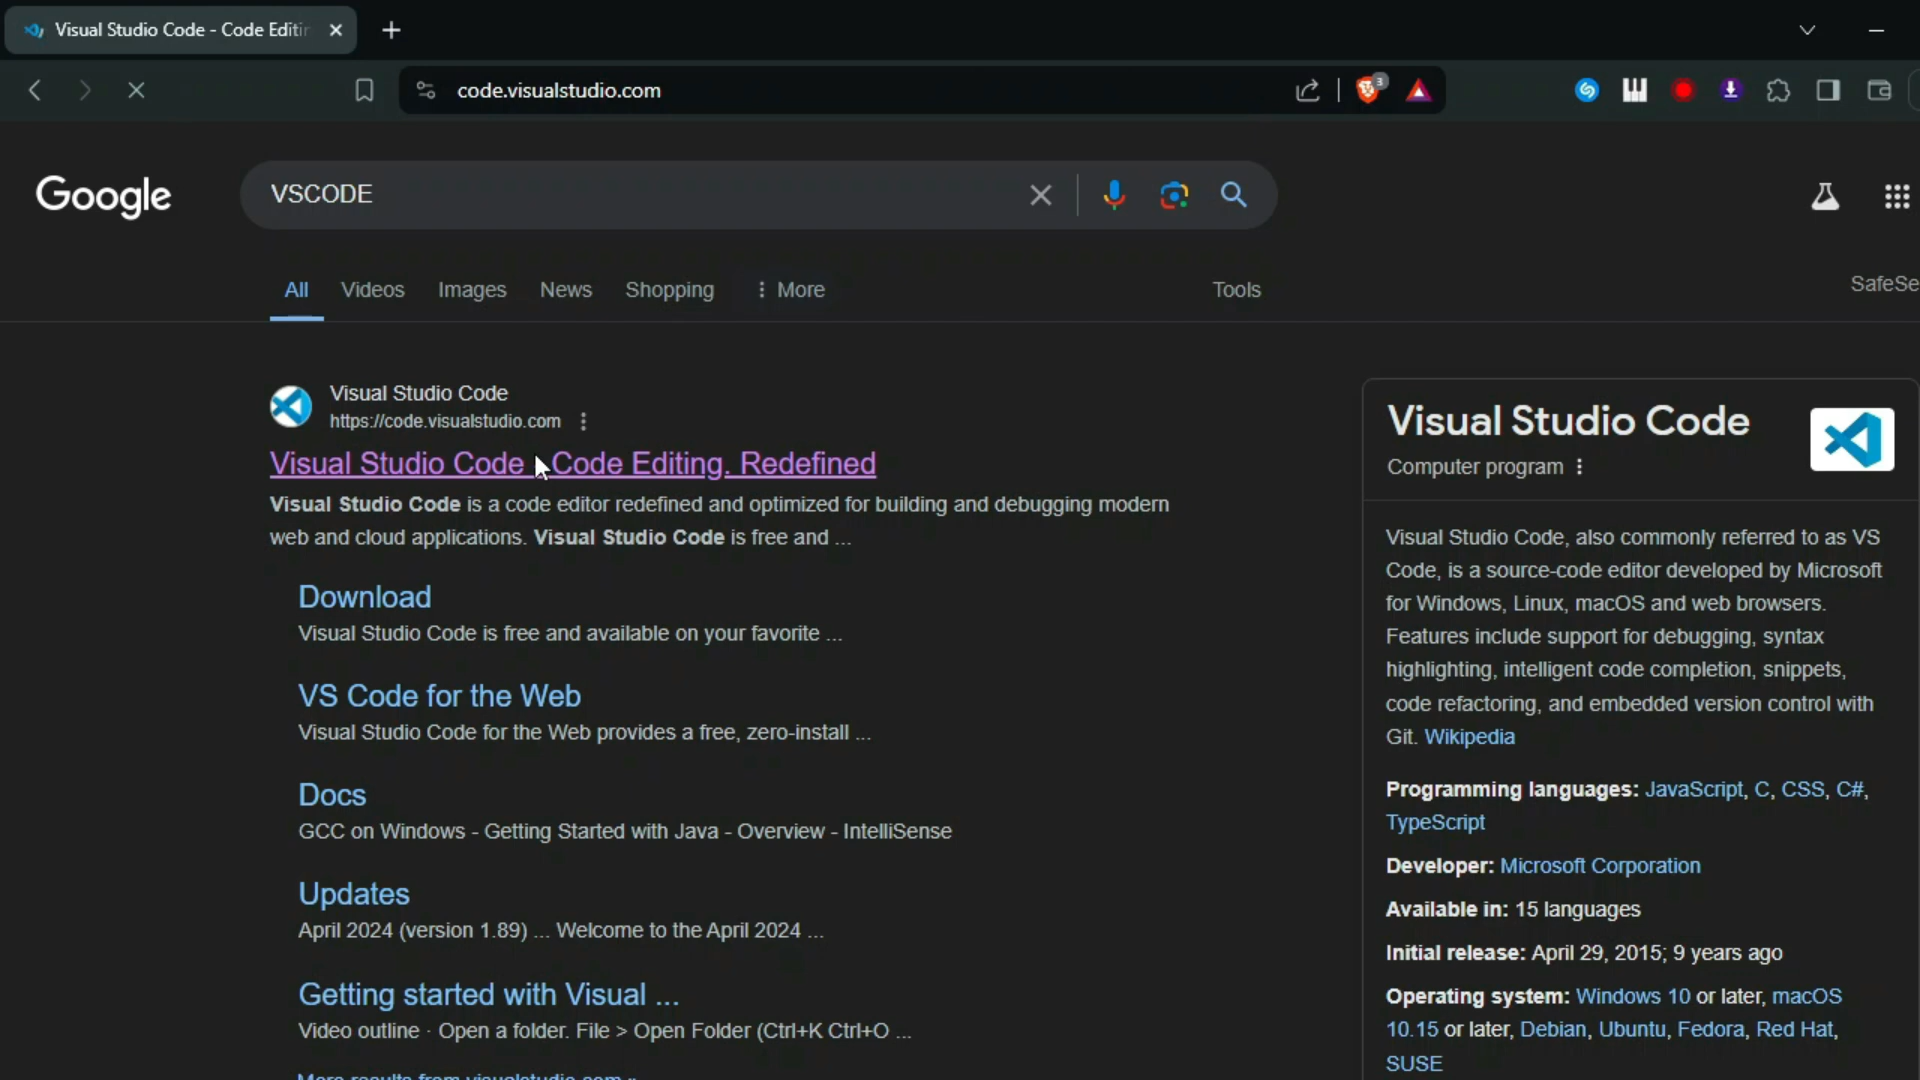 Visual Studio Code - Code Editin
code.visualstudio.com
3
Google
VSCODE
All
Videos
Images
News
Shopping
More
Tools
SafeSe
Visual Studio Code
https://code.visualstudio.com
Visual Studio Code - Code Editing. Redefined
Visual Studio Code is a code editor redefined and optimized for building and debugging modern
web and cloud applications. Visual Studio Code is free and ...
Download
Visual Studio Code is free and available on your favorite ...
VS Code for the Web
Visual Studio Code for the Web provides a free, zero-install ...
Docs
GCC on Windows - Getting Started with Java - Overview - IntelliSense
Updates
April 2024 (version 1.89) ... Welcome to the April 2024 ...
Getting started with Visual ...
Video outline · Open a folder. File > Open Folder (Ctrl+K Ctrl+O ...
More results from visualstudio.com »
Visual Studio Code
Computer program
Visual Studio Code, also commonly referred to as VS
Code, is a source-code editor developed by Microsoft
for Windows, Linux, macOS and web browsers.
Features include support for debugging, syntax
highlighting, intelligent code completion, snippets,
code refactoring, and embedded version control with
Git. Wikipedia
Programming languages: JavaScript, C, CSS, C#,
TypeScript
Developer: Microsoft Corporation
Available in: 15 languages
Initial release: April 29, 2015; 9 years ago
Operating system: Windows 10 or later, macOS
10.15 or later, Debian, Ubuntu, Fedora, Red Hat,
SUSE